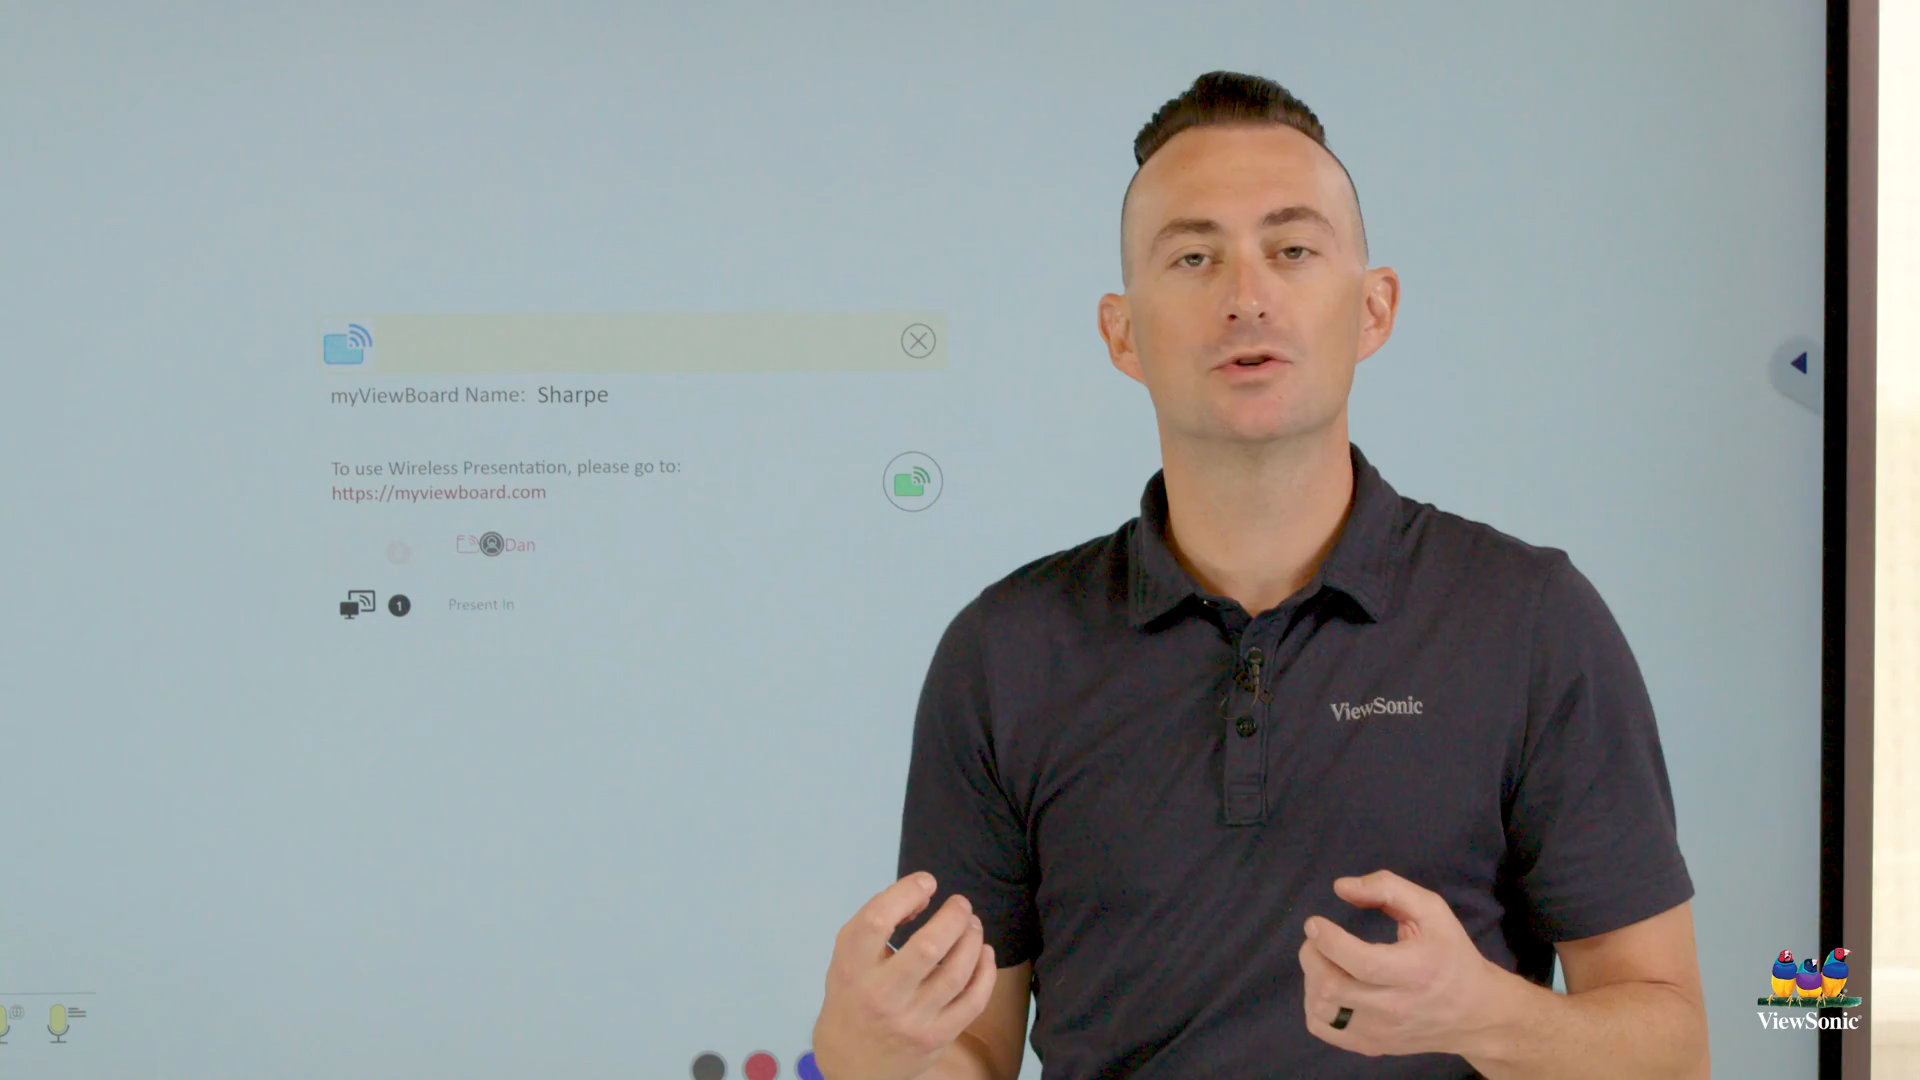 myViewBoard Name: Sharpe
To use Wireless Presentation, please go to:
https://myviewboard.com
Dan
1
Present In
ViewSonic
ViewSonic